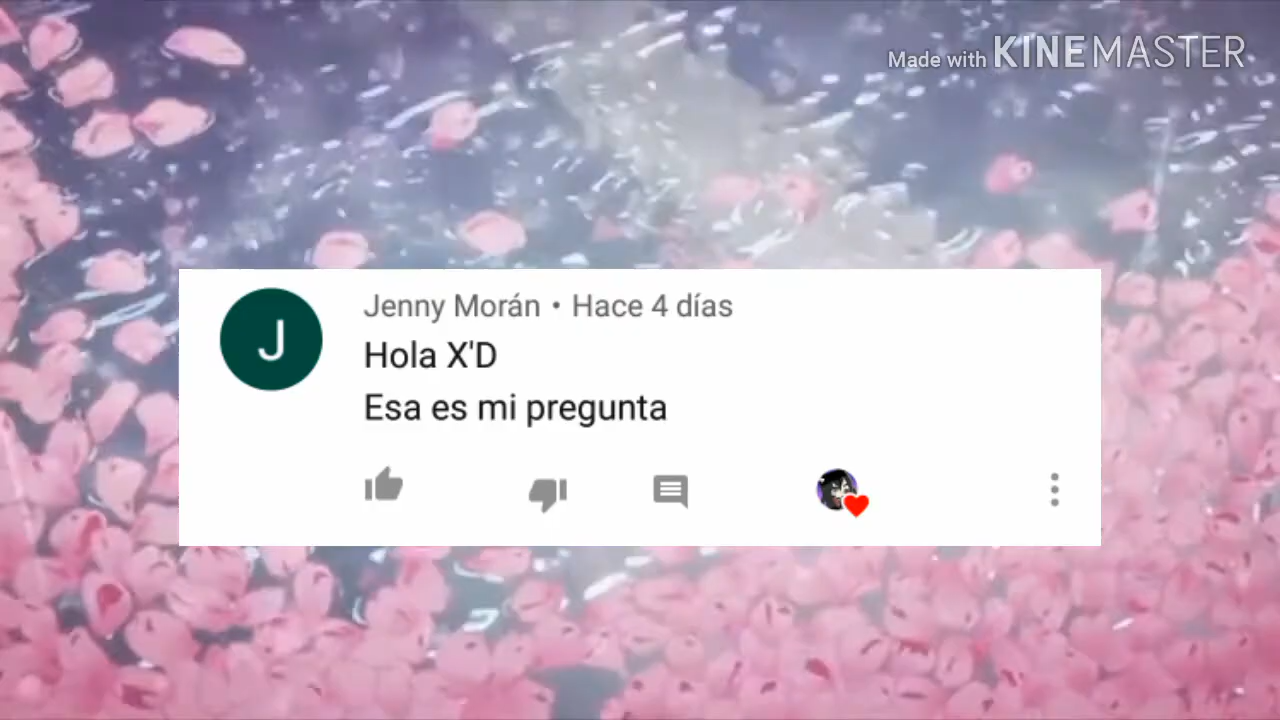 Made with KINEMASTER
J
Jenny Morán • Hace 4 días
Hola X'D
Esa es mi pregunta